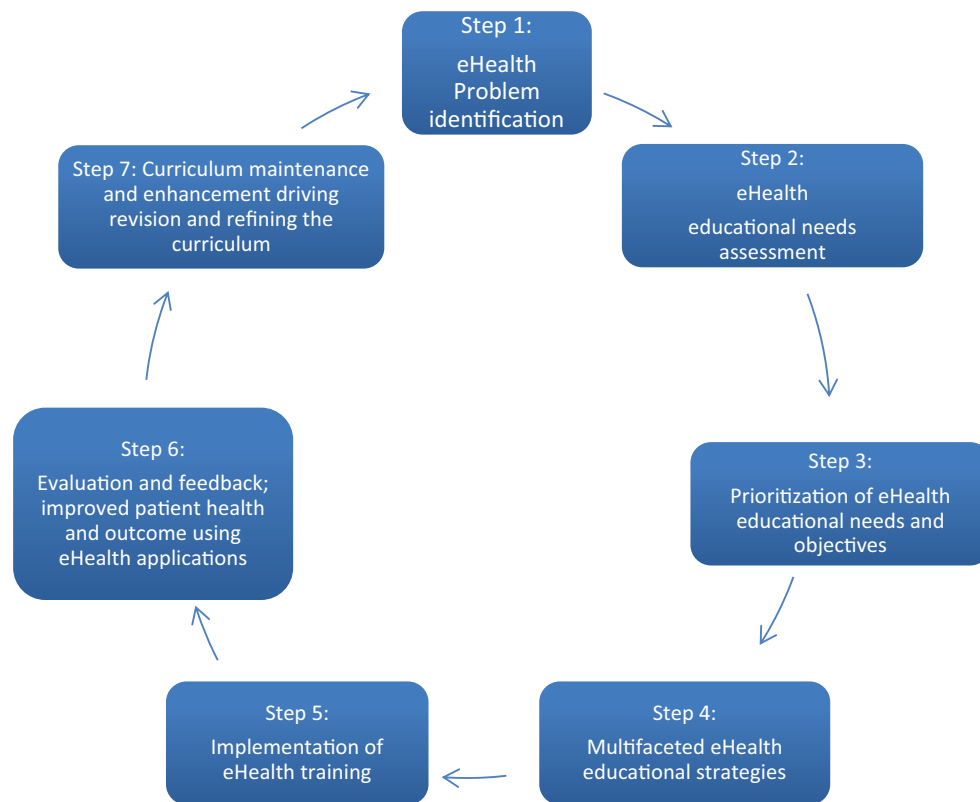 Step 1:
eHealth
Problem
identification
Step 2:
eHealth
educational needs
assessment
Step 3:
Prioritization of eHealth
educational needs and
objectives
Step 4:
Multifaceted eHealth
educational strategies
Step 5:
Implementation of
eHealth training
Step 6:
Evaluation and feedback;
improved patient health
and outcome using
eHealth applications
Step 7: Curriculum maintenance
and enhancement driving
revision and refining the
curriculum